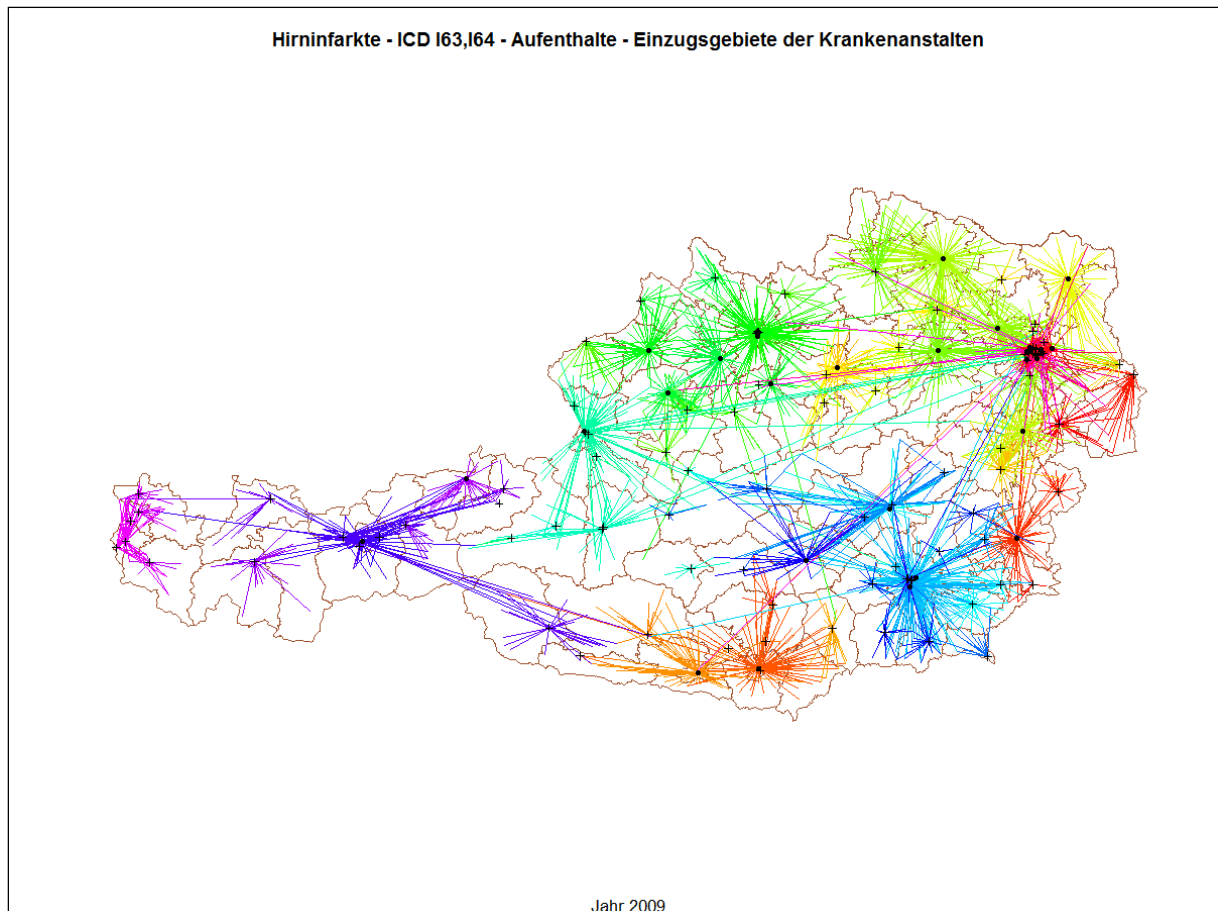 Hirninfarkte - ICD I63,I64 - Aufenthalte - Einzugsgebiete der Krankenanstalten
Jahr 2009